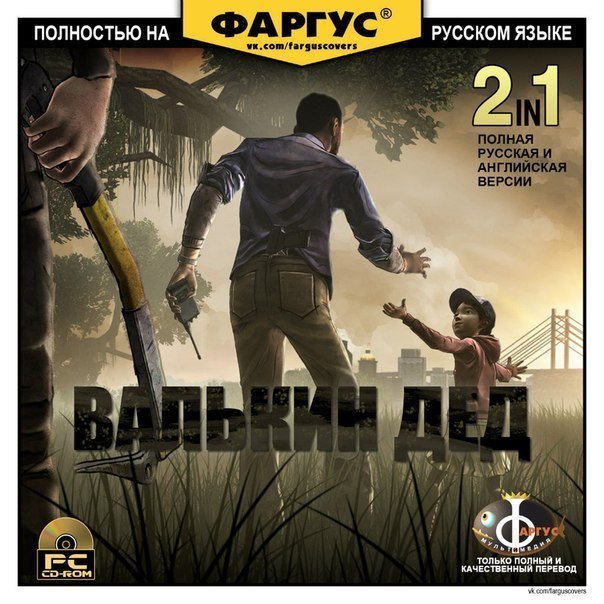 ПОЛНОСТЬЮ НА
ФАРГУС®
vk.com/farguscovers
РУССКОМ ЯЗЫКЕ
2IN1
ПОЛНАЯ
РУССКАЯ И
АНГЛИЙСКАЯ
ВЕРСИИ
ВАЛЬКИН ДЕД
PC
CD-ROM
ФАРГУС
МУЛЬТИМЕДИЯ
ТОЛЬКО ПОЛНЫЙ И
КАЧЕСТВЕННЫЙ ПЕРЕВОД
vk.com/farguscovers